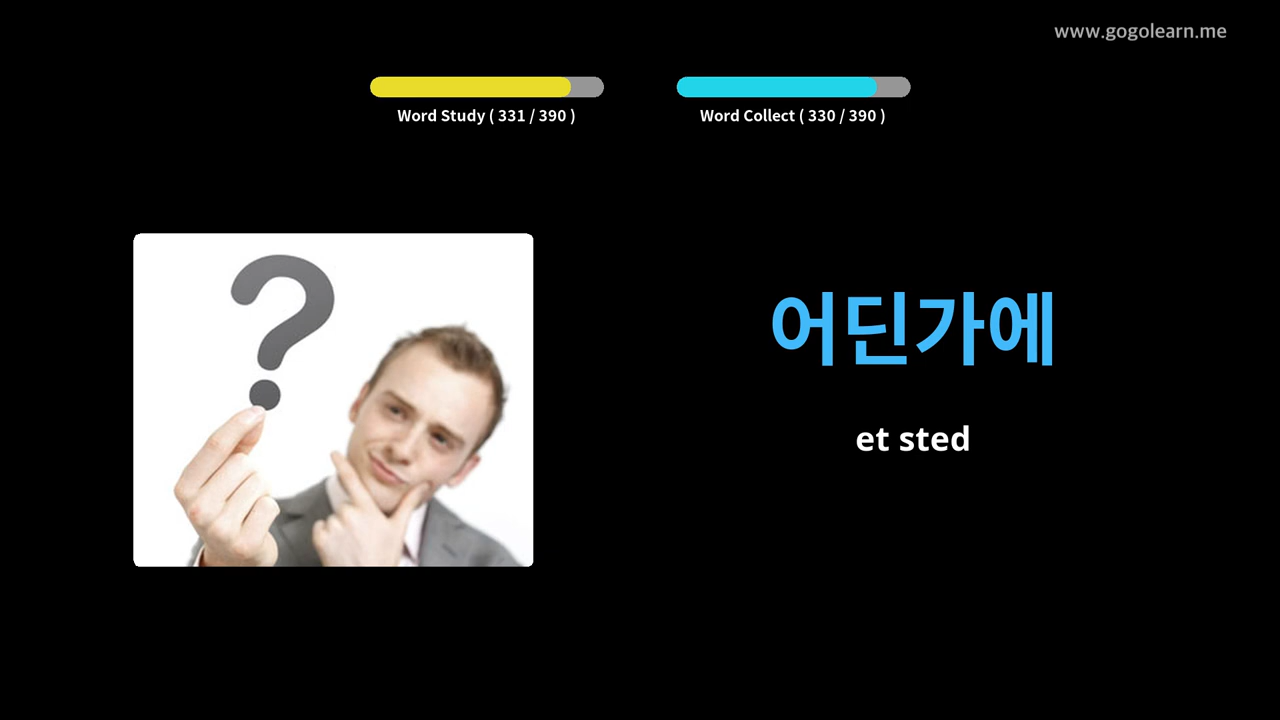 www.gogolearn.me
Word Study ( 331 / 390 )
Word Collect ( 330 / 390 )
?
어딘가에
et sted